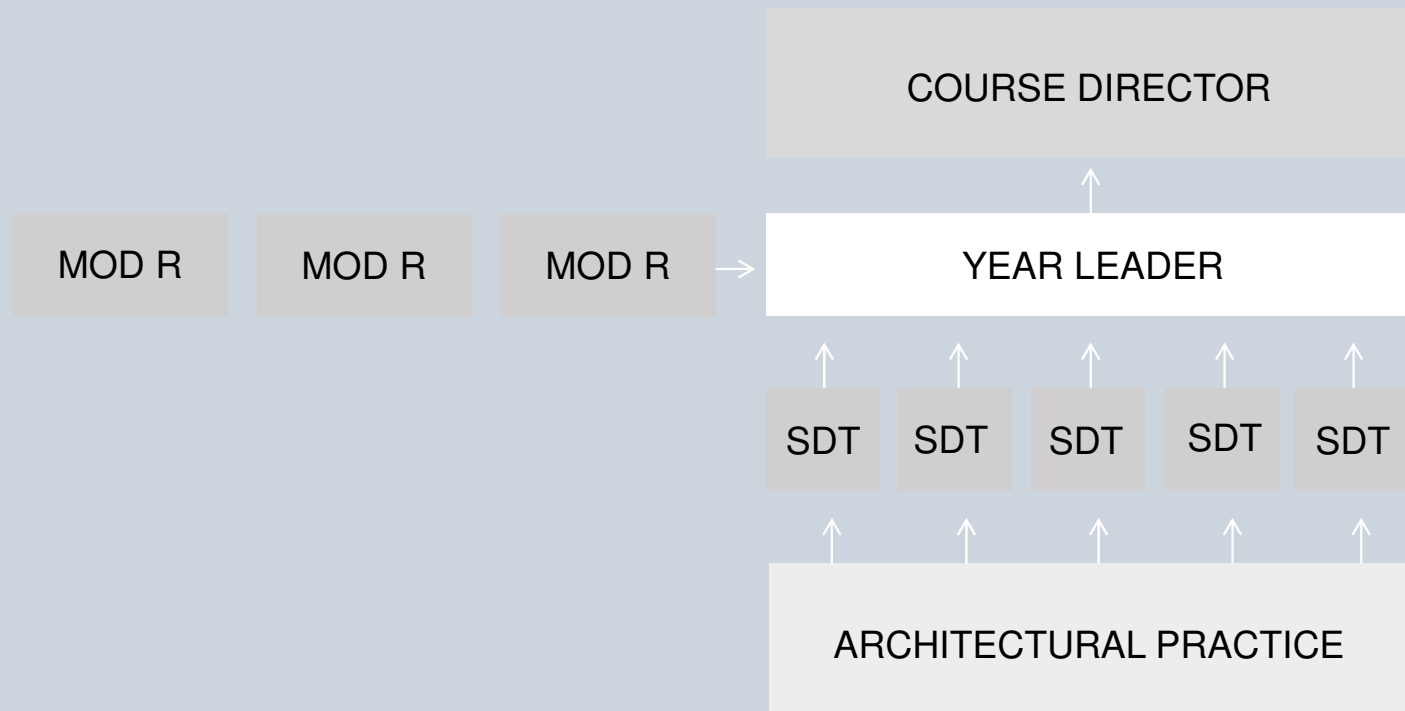 COURSE DIRECTOR
MOD R
MOD R
MOD R
YEAR LEADER
SDT
SDT
SDT
SDT
SDT
ARCHITECTURAL PRACTICE